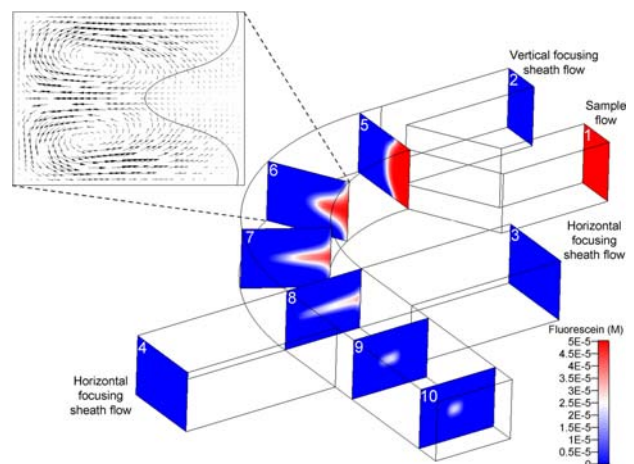 Vertical focusing
sheath flow
2
Sample
flow
1
5
6
Horizontal
focusing
sheath flow
3
7
8
Fluorescein (M)
5E-5
4.5E-5
4E-5
3.5E-5
3E-5
2.5E-5
2E-5
1.5E-5
1E-5
5E-6
0
4
9
Horizontal
focusing
sheath flow
10